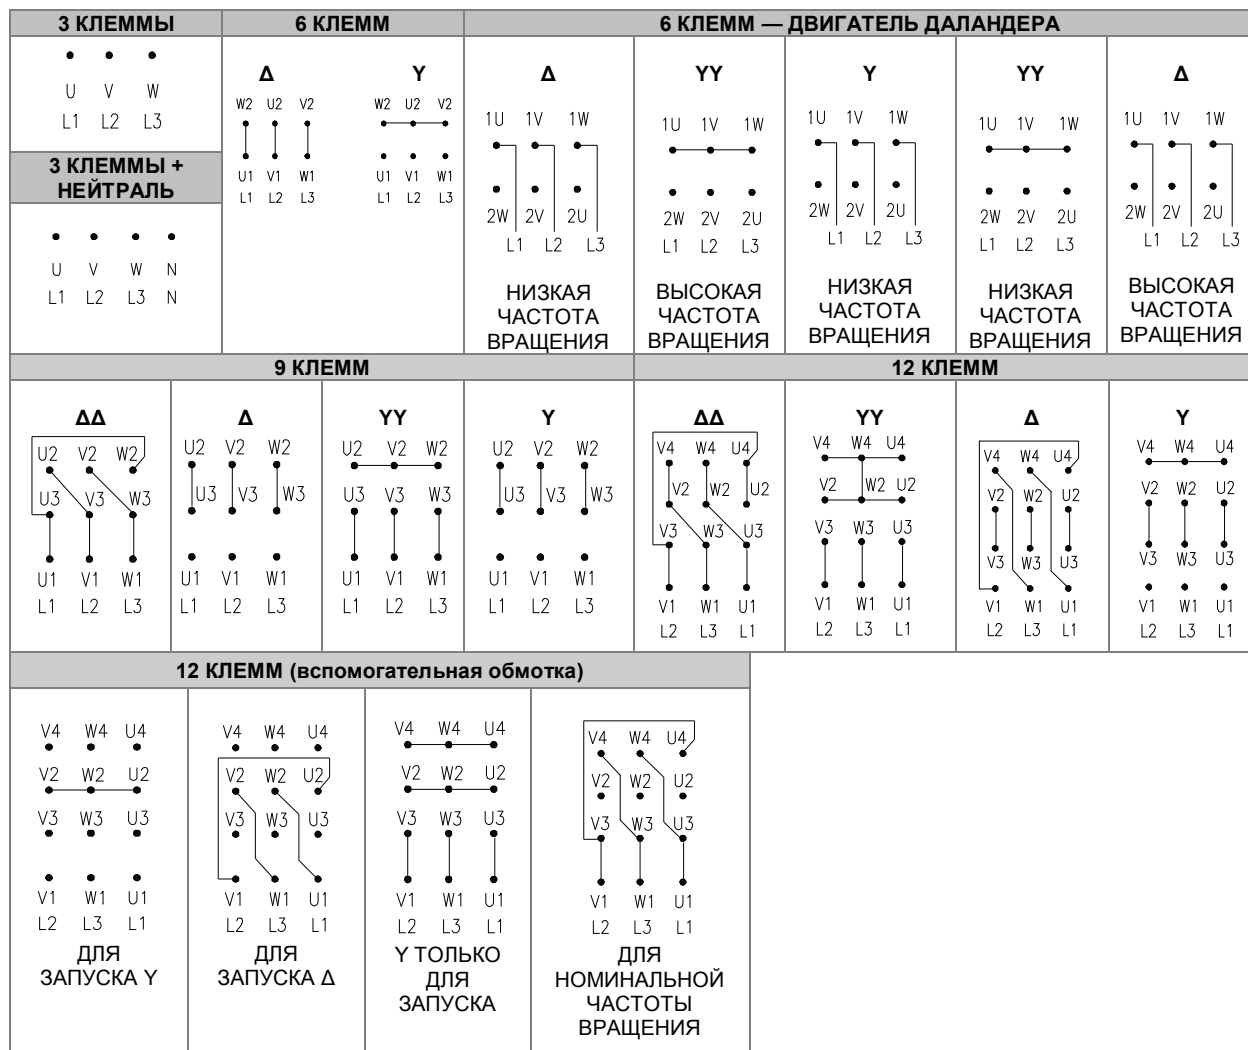 3 КЛЕММЫ
U V W
L1 L2 L3
3 КЛЕММЫ +
НЕЙТРАЛЬ
U V W N
L1 L2 L3 N
6 КЛЕММ
Δ
W2 U2 V2
U1 V1 W1
L1 L2 L3
Y
W2 U2 V2
U1 V1 W1
L1 L2 L3
6 КЛЕММ — ДВИГАТЕЛЬ ДАЛАНДЕРА
Δ
1U 1V 1W
2W 2V 2U
L1 L2 L3
НИЗКАЯ
ЧАСТОТА
ВРАЩЕНИЯ
YY
1U 1V 1W
2W 2V 2U
L1 L2 L3
ВЫСОКАЯ
ЧАСТОТА
ВРАЩЕНИЯ
Y
1U 1V 1W
2W 2V 2U
L1 L2 L3
НИЗКАЯ
ЧАСТОТА
ВРАЩЕНИЯ
YY
1U 1V 1W
2W 2V 2U
L1 L2 L3
НИЗКАЯ
ЧАСТОТА
ВРАЩЕНИЯ
Δ
1U 1V 1W
2W 2V 2U
L1 L2 L3
ВЫСОКАЯ
ЧАСТОТА
ВРАЩЕНИЯ
9 КЛЕММ
ΔΔ
U2 V2 W2
U3 V3 W3
U1 V1 W1
L1 L2 L3
Δ
U2 V2 W2
U3 V3 W3
U1 V1 W1
L1 L2 L3
YY
U2 V2 W2
U3 V3 W3
U1 V1 W1
L1 L2 L3
Y
U2 V2 W2
U3 V3 W3
U1 V1 W1
L1 L2 L3
12 КЛЕММ
ΔΔ
V4 W4 U4
V2 W2 U2
V3 W3 U3
V1 W1 U1
L2 L3 L1
YY
V4 W4 U4
V2 W2 U2
V3 W3 U3
V1 W1 U1
L2 L3 L1
Δ
V4 W4 U4
V2 W2 U2
V3 W3 U3
V1 W1 U1
L2 L3 L1
Y
V4 W4 U4
V2 W2 U2
V3 W3 U3
V1 W1 U1
L2 L3 L1
12 КЛЕММ (вспомогательная обмотка)
V4 W4 U4
V2 W2 U2
V3 W3 U3
V1 W1 U1
L2 L3 L1
ДЛЯ
ЗАПУСКА Y
V4 W4 U4
V2 W2 U2
V3 W3 U3
V1 W1 U1
L2 L3 L1
ДЛЯ
ЗАПУСКА Δ
V4 W4 U4
V2 W2 U2
V3 W3 U3
V1 W1 U1
L2 L3 L1
Y ТОЛЬКО
ДЛЯ
ЗАПУСКА
V4 W4 U4
V2 W2 U2
V3 W3 U3
V1 W1 U1
L2 L3 L1
ДЛЯ
НОМИНАЛЬНОЙ
ЧАСТОТЫ
ВРАЩЕНИЯ